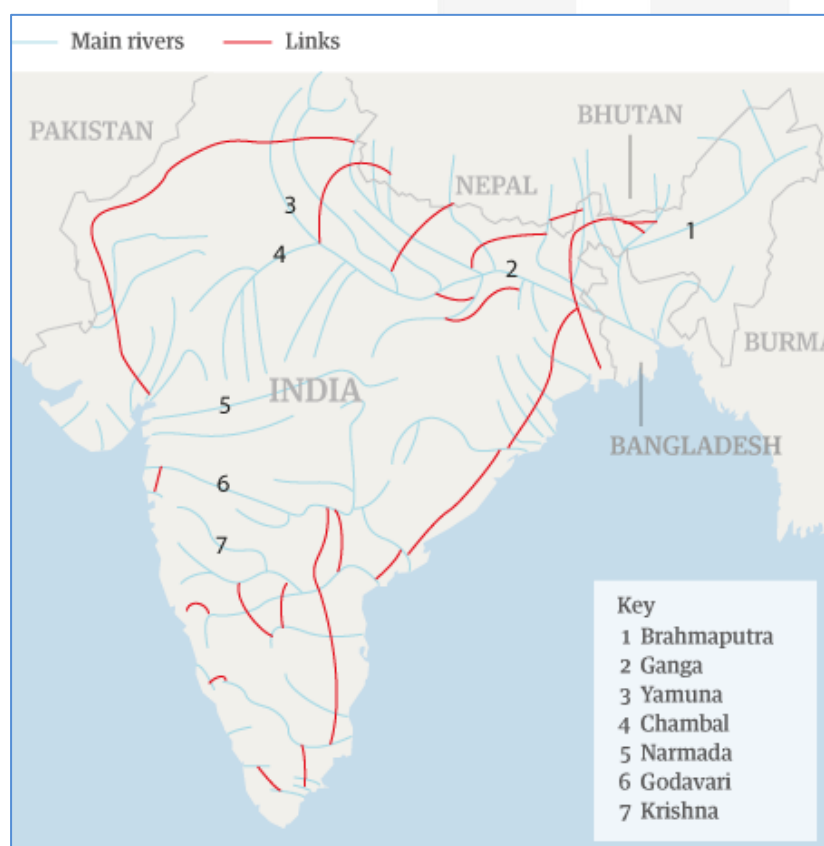 Main rivers
Links
PAKISTAN
BHUTAN
NEPAL
3
1
4
2
BURMA
INDIA
5
BANGLADESH
6
7
Key
1 Brahmaputra
2 Ganga
3 Yamuna
4 Chambal
5 Narmada
6 Godavari
7 Krishna